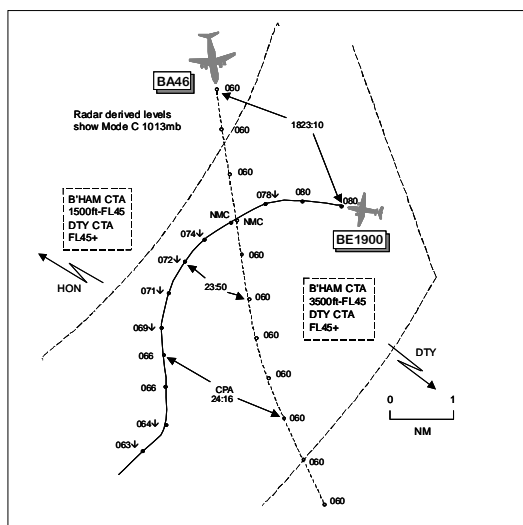 BA46
060
Radar derived levels
show Mode C 1013mb
060
1823:10
060
B'HAM CTA
1500ft-FL45
DTY CTA
FL45+
078↓
080
080
NMC
NMC
BE1900
074↓
060
072↓
HON
23:50
060
B'HAM CTA
3500ft-FL45
DTY CTA
FL45+
071↓
069↓
060
DTY
066
060
CPA
24:16
0
1
NM
066
060
064↓
063↓
060
060